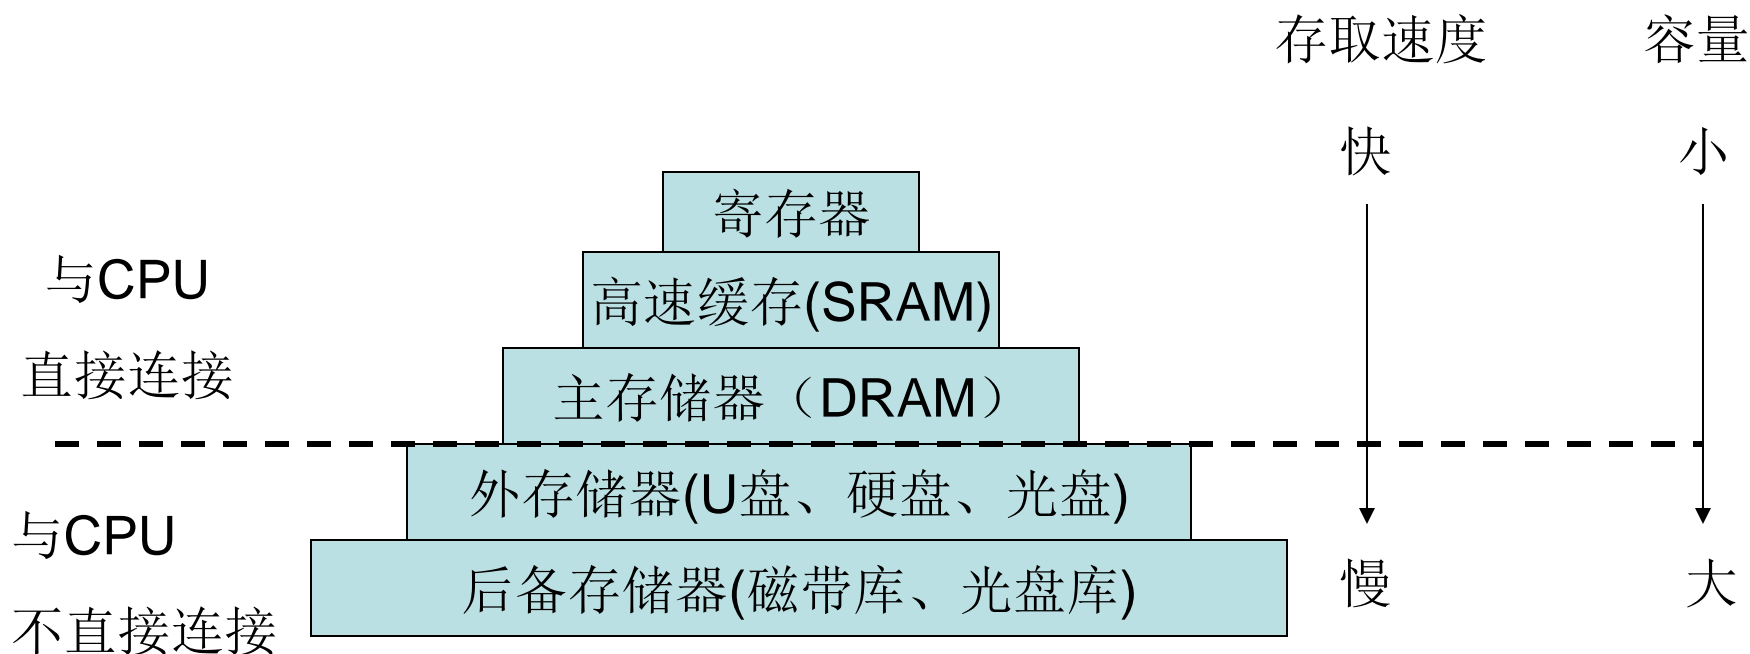 存取速度 容量
快 小
寄存器
与CPU
高速缓存(SRAM)
直接连接
主存储器（DRAM）
外存储器(U盘、硬盘、光盘)
与CPU
后备存储器(磁带库、光盘库)
慢 大
不直接连接